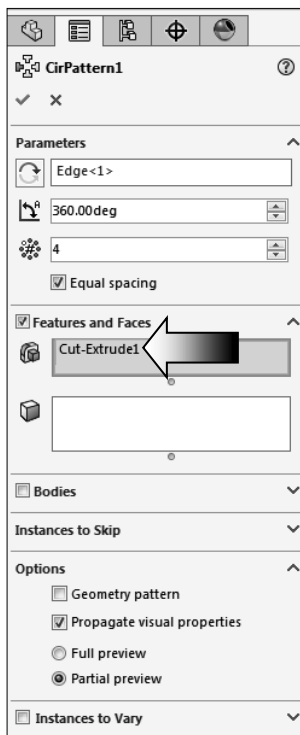 CirPattern1
Parameters
Edge<1>
360.00deg
4
Equal spacing
Features and Faces
Cut-Extrude1
Bodies
Instances to Skip
Options
Geometry pattern
Propagate visual properties
Full preview
Partial preview
Instances to Vary